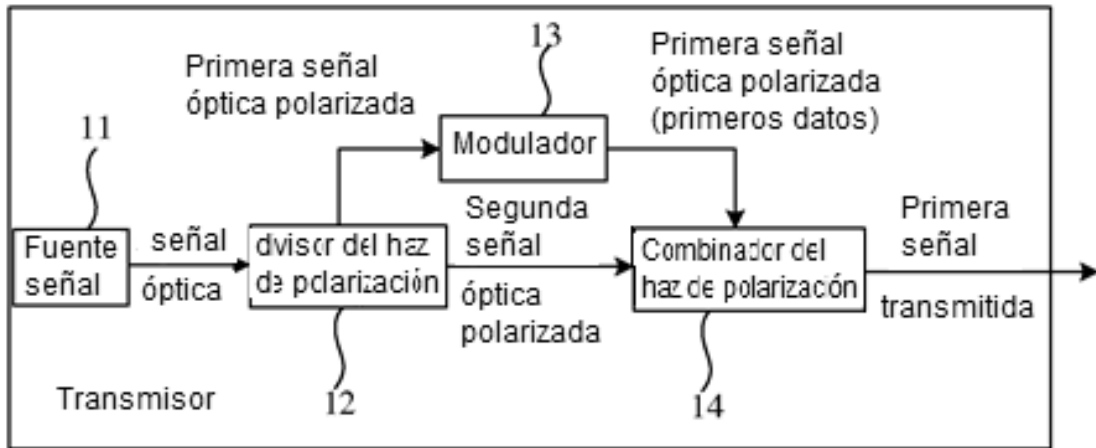 13
Primera señal
óptica polarizada
Primera señal
óptica polarizada
(primeros datos)
11
Modulador
Fuente
señal
señal
óptica
divisor del haz
de polarización
Segunda
señal
óptica
polarizada
Combinador del
haz de polarización
Primera
señal
transmitida
Transmisor
12
14